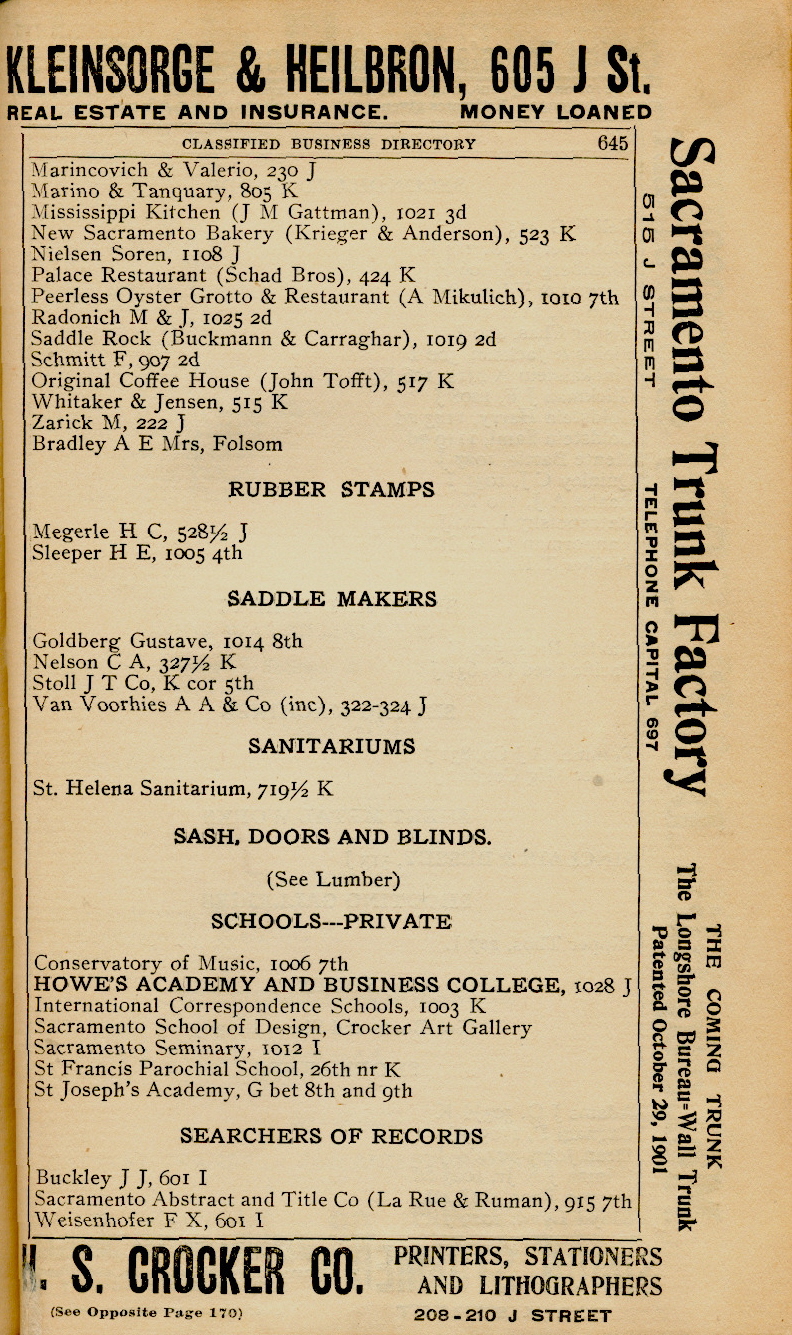 KLEINSORGE & HEILBRON, 605 J St.
REAL ESTATE AND INSURANCE. MONEY LOANED
CLASSIFIED BUSINESS DIRECTORY 645
Marincovich & Valerio, 230 J
Marino & Tanquary, 805 K
Mississippi Kitchen (J M Gattman), 1021 3d
New Sacramento Bakery (Krieger & Anderson), 523 K
Nielsen Soren, 1108 J
Palace Restaurant (Schad Bros), 424 K
Peerless Oyster Grotto & Restaurant (A Mikulich), 1010 7th
Radonich M & J, 1025 2d
Saddle Rock (Buckmann & Carraghar), 1019 2d
Schmitt F, 907 2d
Original Coffee House (John Tofft), 517 K
Whitaker & Jensen, 515 K
Zarick M, 222 J
Bradley A E Mrs, Folsom
RUBBER STAMPS
Megerle H C, 528½ J
Sleeper H E, 1005 4th
SADDLE MAKERS
Goldberg Gustave, 1014 8th
Nelson C A, 327½ K
Stoll J T Co, K cor 5th
Van Voorhies A A & Co (inc), 322-324 J
SANITARIUMS
St. Helena Sanitarium, 719½ K
SASH, DOORS AND BLINDS.
(See Lumber)
SCHOOLS---PRIVATE
Conservatory of Music, 1006 7th
HOWE'S ACADEMY AND BUSINESS COLLEGE, 1028 J
International Correspondence Schools, 1003 K
Sacramento School of Design, Crocker Art Gallery
Sacramento Seminary, 1012 I
St Francis Parochial School, 26th nr K
St Joseph's Academy, G bet 8th and 9th
SEARCHERS OF RECORDS
Buckley J J, 601 I
Sacramento Abstract and Title Co (La Rue & Ruman), 915 7th
Weisenhofer F X, 601 I
Sacramento Trunk Factory
515 J STREET TELEPHONE CAPITAL 697
THE COMING TRUNK
The Longshore Bureau-Wall Trunk
Patented October 29, 1901
. S. CROCKER CO.
(See Opposite Page 170)
PRINTERS, STATIONERS
AND LITHOGRAPHERS
208-210 J STREET